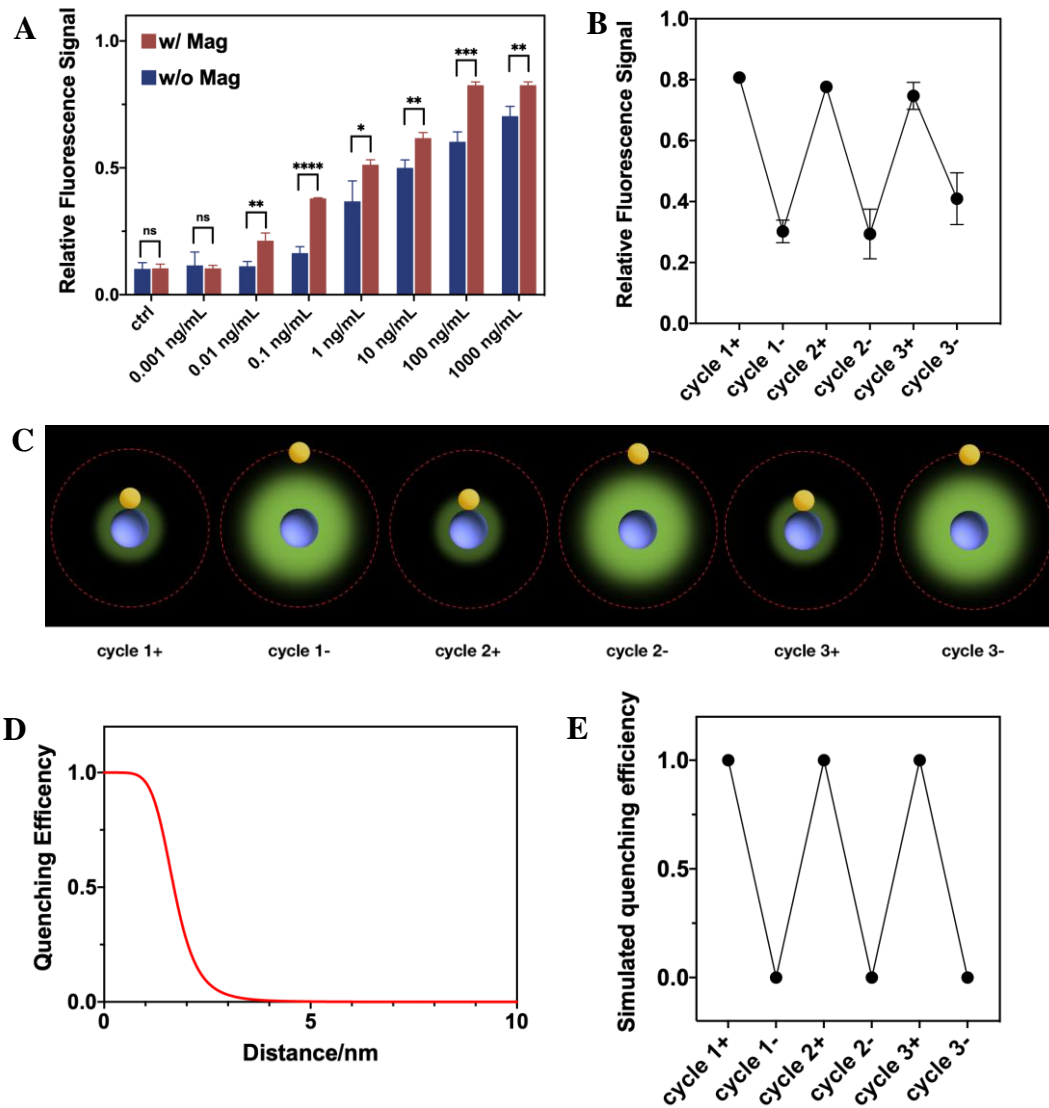 A
Relative Fluorescence Signal
1.0
0.5
0.0
w/ Mag
w/o Mag
ns
ns
**
****
*
**
***
**
ctrl
0.001 ng/mL
0.01 ng/mL
0.1 ng/mL
1 ng/mL
10 ng/mL
100 ng/mL
1000 ng/mL
B
Relative Fluorescence Signal
1.0
0.8
0.6
0.4
0.2
0.0
cycle 1+
cycle 1-
cycle 2+
cycle 2-
cycle 3+
cycle 3-
C
cycle 1+
cycle 1-
cycle 2+
cycle 2-
cycle 3+
cycle 3-
D
Quenching Efficency
1.0
0.5
0.0
0
5
10
Distance/nm
E
Simulated quenching efficiency
1.0
0.5
0.0
cycle 1+
cycle 1-
cycle 2+
cycle 2-
cycle 3+
cycle 3-